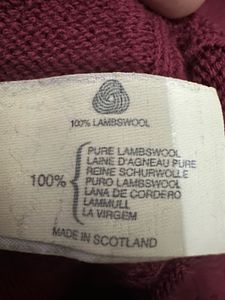 100% LAMBSWOOL
PURE LAMBSWOOL
LAINE D'AGNEAU PURE
REINE SCHURWOLLE
100% PURO LAMBSWOOL
LANA DE CORDERO
LAMMULL
LA VIRGEM
MADE IN SCOTLAND